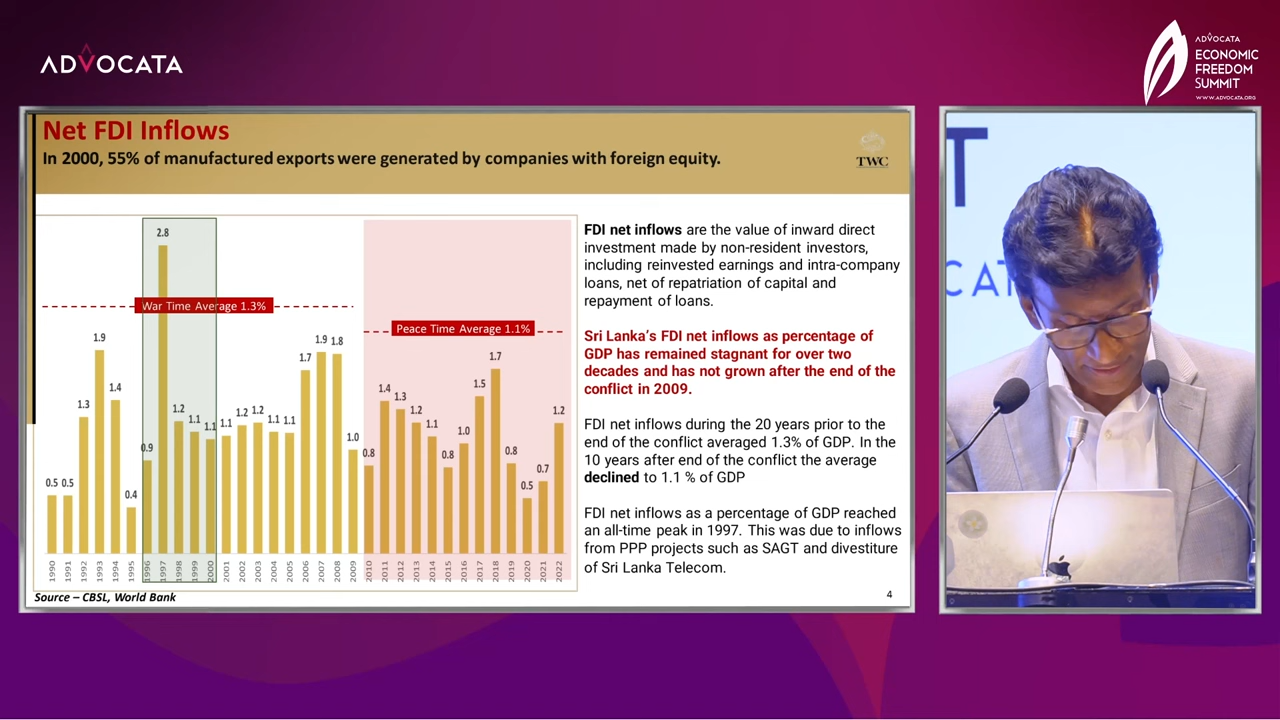 ADVOCATA
ADVOCATA
ECONOMIC
FREEDOM
SUMMIT
WWW.ADVOCATA.ORG
Net FDI Inflows
In 2000, 55% of manufactured exports were generated by companies with foreign equity.
TWC
War Time Average 1.3%
Peace Time Average 1.1%
0.5 0.5 1.3 1.9 1.4 0.4 0.9 2.8 1.2 1.1 1.1 1.1 1.2 1.2 1.1 1.1 1.7 1.9 1.8 1.0 0.8 1.4 1.3 1.2 1.1 0.8 1.0 1.5 1.7 0.8 0.5 0.7 1.2
1990 1991 1992 1993 1994 1995 1996 1997 1998 1999 2000 2001 2002 2003 2004 2005 2006 2007 2008 2009 2010 2011 2012 2013 2014 2015 2016 2017 2018 2019 2020 2021 2022
FDI net inflows are the value of inward direct
investment made by non-resident investors,
including reinvested earnings and intra-company
loans, net of repatriation of capital and
repayment of loans.
Sri Lanka's FDI net inflows as percentage of
GDP has remained stagnant for over two
decades and has not grown after the end of the
conflict in 2009.
FDI net inflows during the 20 years prior to the
end of the conflict averaged 1.3% of GDP. In the
10 years after end of the conflict the average
declined to 1.1 % of GDP
FDI net inflows as a percentage of GDP reached
an all-time peak in 1997. This was due to inflows
from PPP projects such as SAGT and divestiture
of Sri Lanka Telecom.
Source – CBSL, World Bank
4
T
CAT